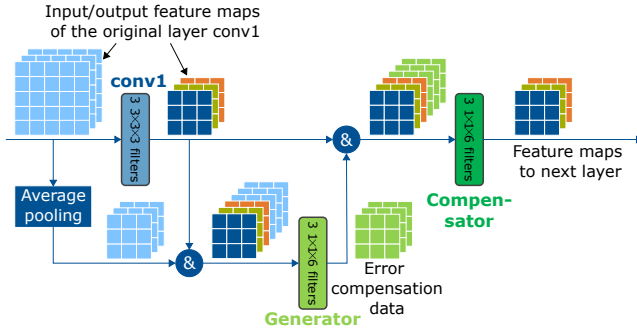 Input/output feature maps
of the original layer conv1
conv1
3 3×3×3 filters
&
3 1×1×6 filters
Feature maps
to next layer
Compen-
sator
Average
pooling
&
3 1×1×6 filters
Generator
Error
compensation
data